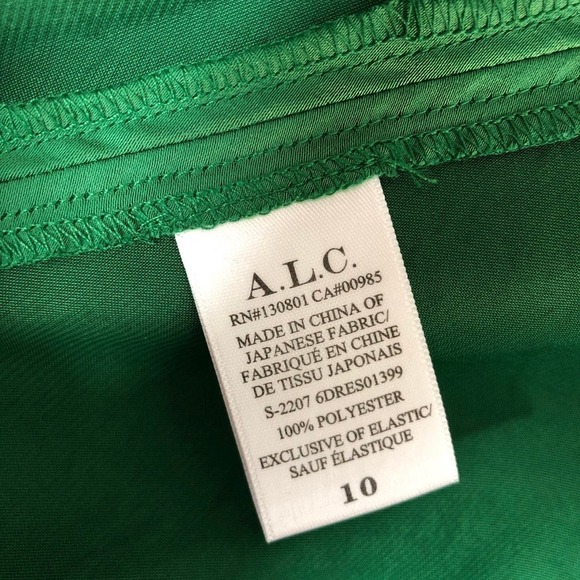 A.L.C.
RN#130801 CA#00985
MADE IN CHINA OF
JAPANESE FABRIC/
FABRIQUÉ EN CHINE
DE TISSU JAPONAIS
S-2207 6DRES01399
100% POLYESTER
EXCLUSIVE OF ELASTIC/
SAUF ÉLASTIQUE
10